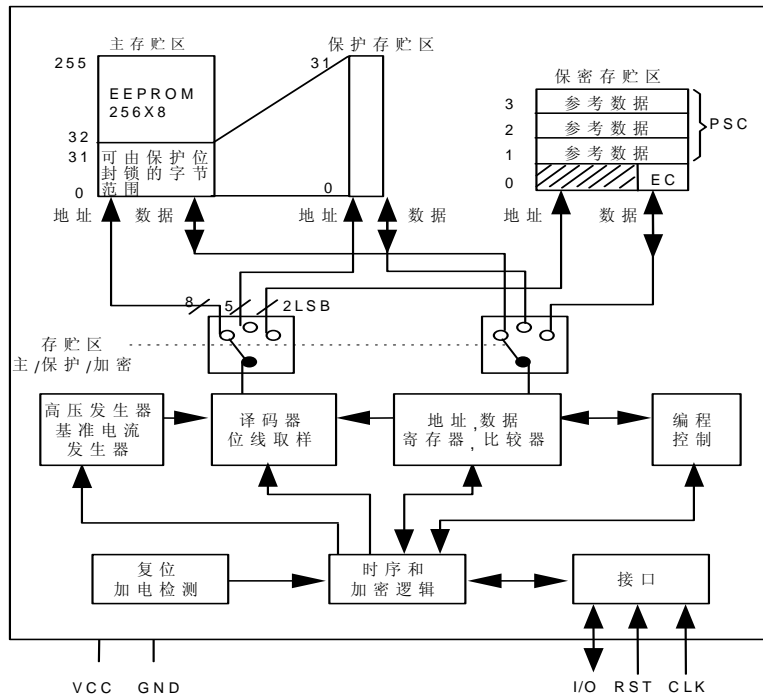 主存贮区
保护存贮区
255
31
EEPROM
256X8
保密存贮区
3
参考数据
2
参考数据
PSC
1
参考数据
32
31
可由保护位
封锁的字节
范围
0
0
0
EC
地址
数据
地址
数据
地址
数据
8
5
2LSB
存贮区
主/保护/加密
高压发生器
基准电流
发生器
译码器
位线取样
地址,数据
寄存器,比较器
编程
控制
复位
加电检测
时序和
加密逻辑
接口
VCC
GND
I/O
RST
CLK